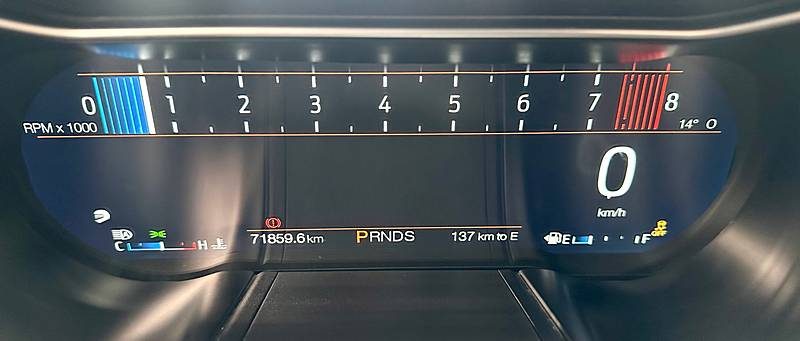 0 1 2 3 4 5 6 7 8
RPM x 1000
14° O
0
km/h
C H
71859.6 km PRNDS 137 km to E
E F
OFF